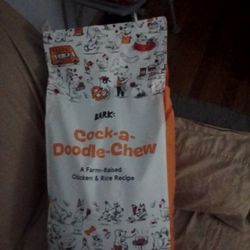 BARK:
Cock-a-
Doodle-Chew
A Farm-Raised
Chicken & Rice Recipe